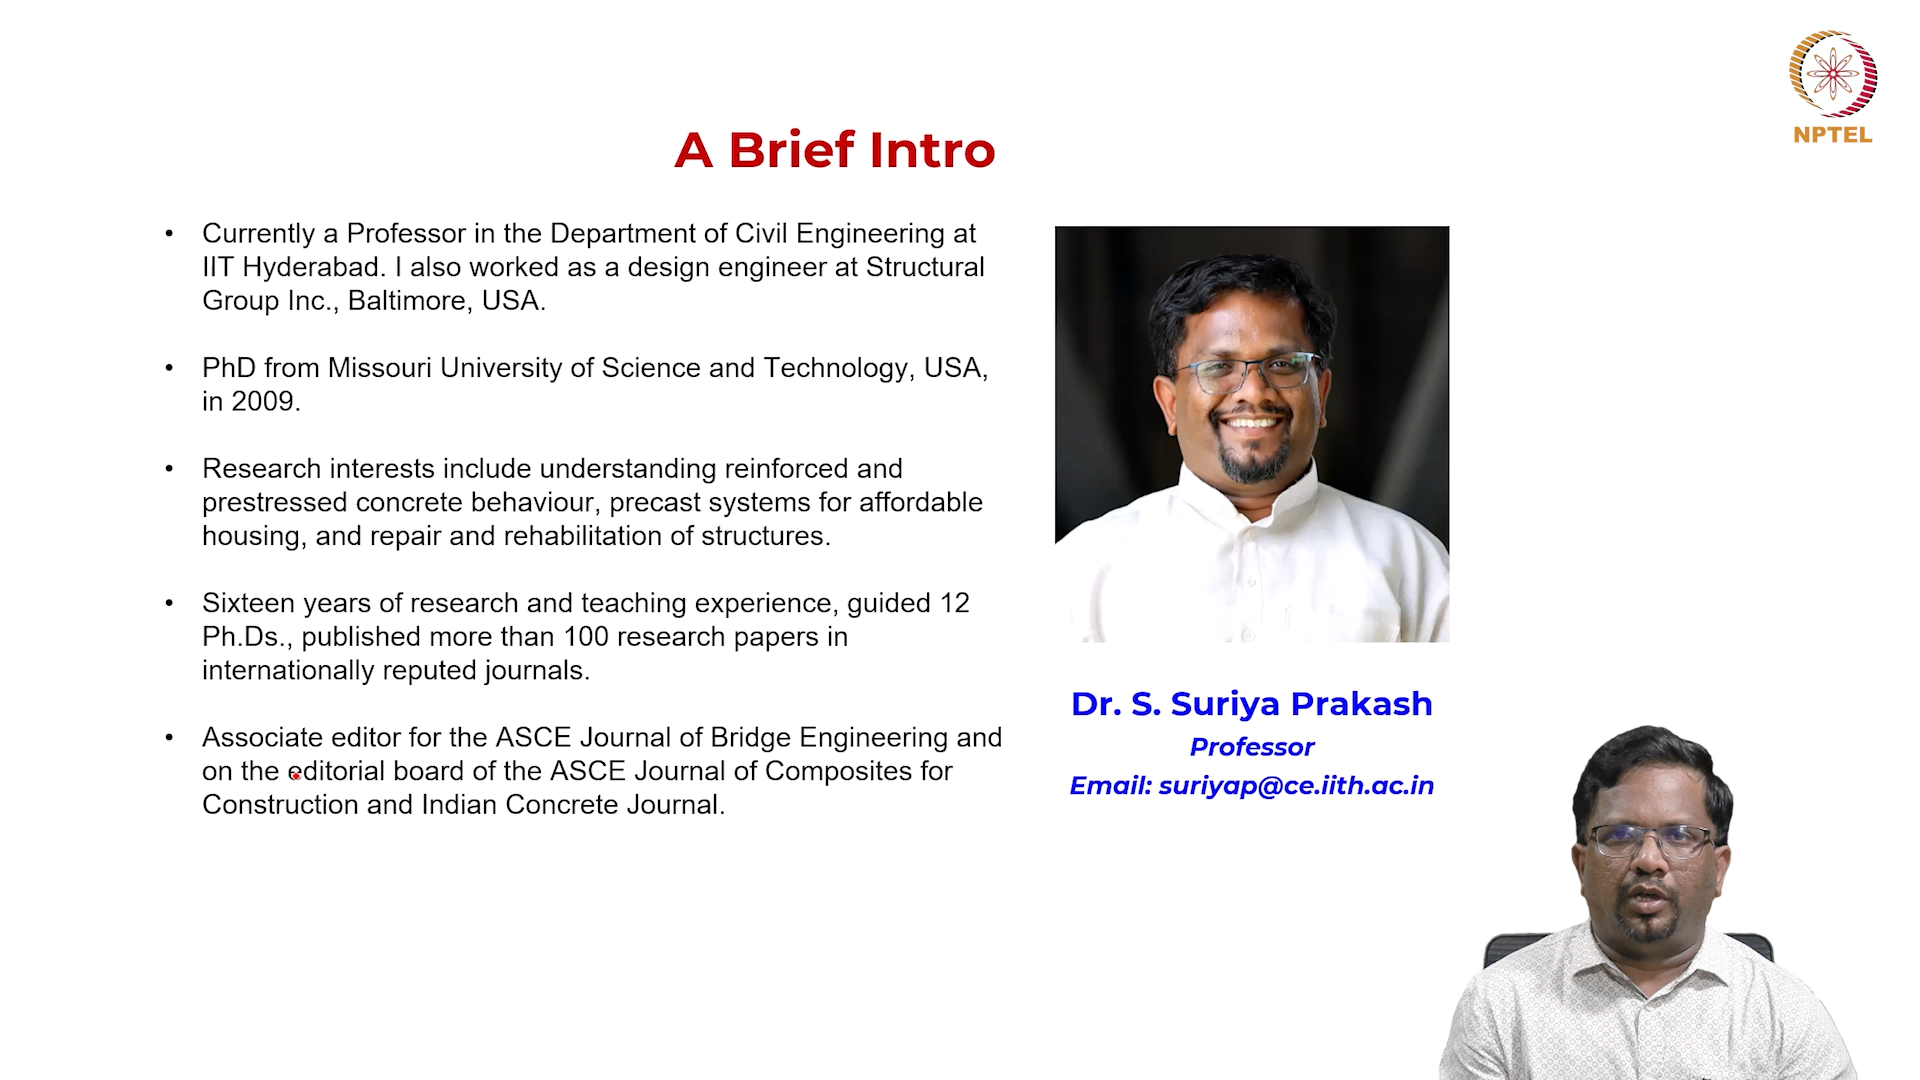 NPTEL
A Brief Intro
• Currently a Professor in the Department of Civil Engineering at
IIT Hyderabad. I also worked as a design engineer at Structural
Group Inc., Baltimore, USA.
• PhD from Missouri University of Science and Technology, USA,
in 2009.
• Research interests include understanding reinforced and
prestressed concrete behaviour, precast systems for affordable
housing, and repair and rehabilitation of structures.
• Sixteen years of research and teaching experience, guided 12
Ph.Ds., published more than 100 research papers in
internationally reputed journals.
• Associate editor for the ASCE Journal of Bridge Engineering and
on the editorial board of the ASCE Journal of Composites for
Construction and Indian Concrete Journal.
Dr. S. Suriya Prakash
Professor
Email: suriyap@ce.iith.ac.in